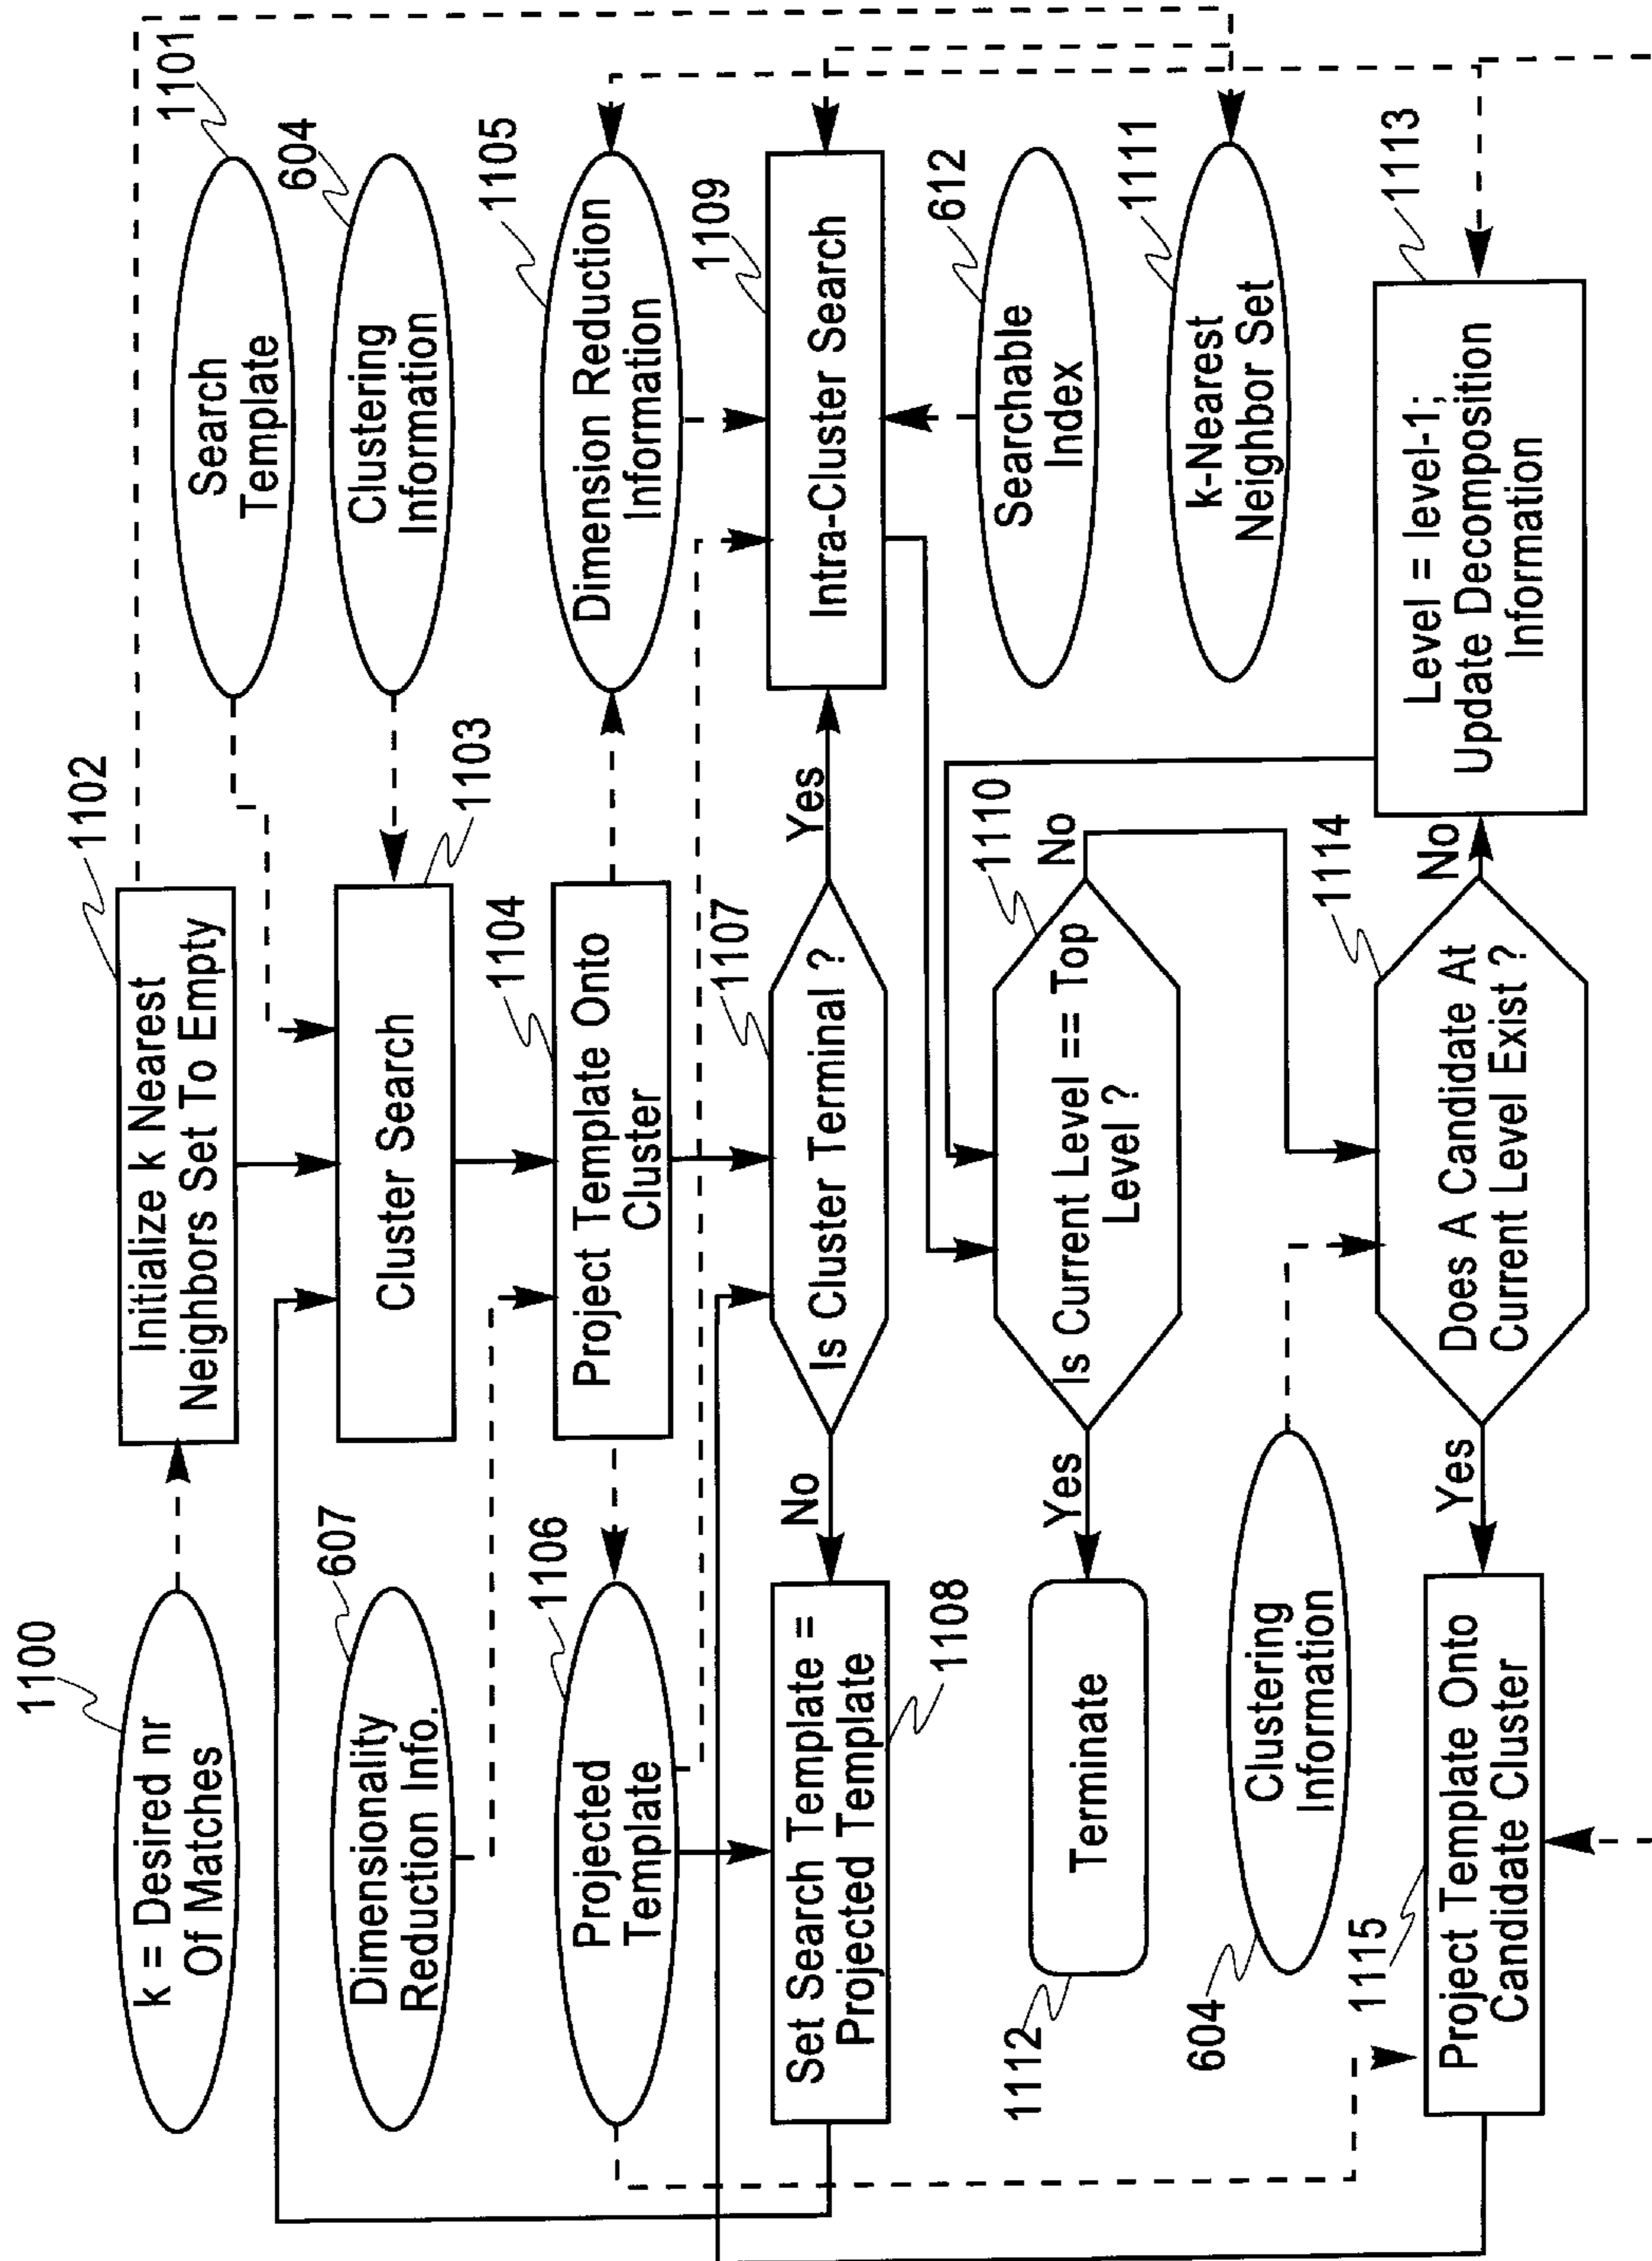 1100
k = Desired nr
Of Matches
1102
Initialize k Nearest
Neighbors Set To Empty
1101
Search
Template
604
Clustering
Information
607
Dimensionality
Reduction Info.
Cluster Search
1103
1106
Projected
Template
1104
Project Template Onto
Cluster
1105
Dimension Reduction
Information
Set Search Template =
Projected Template
1108
No
Is Cluster Terminal ?
1107
Yes
Intra-Cluster Search
1109
Searchable
Index
612
1112
Terminate
Yes
Is Current Level == Top
Level ?
1110
No
k-Nearest
Neighbor Set
1111
604
Clustering
Information
1115
Project Template Onto
Candidate Cluster
Yes
Does A Candidate At
Current Level Exist ?
1114
No
Level = level-1;
Update Decomposition
Information
1113